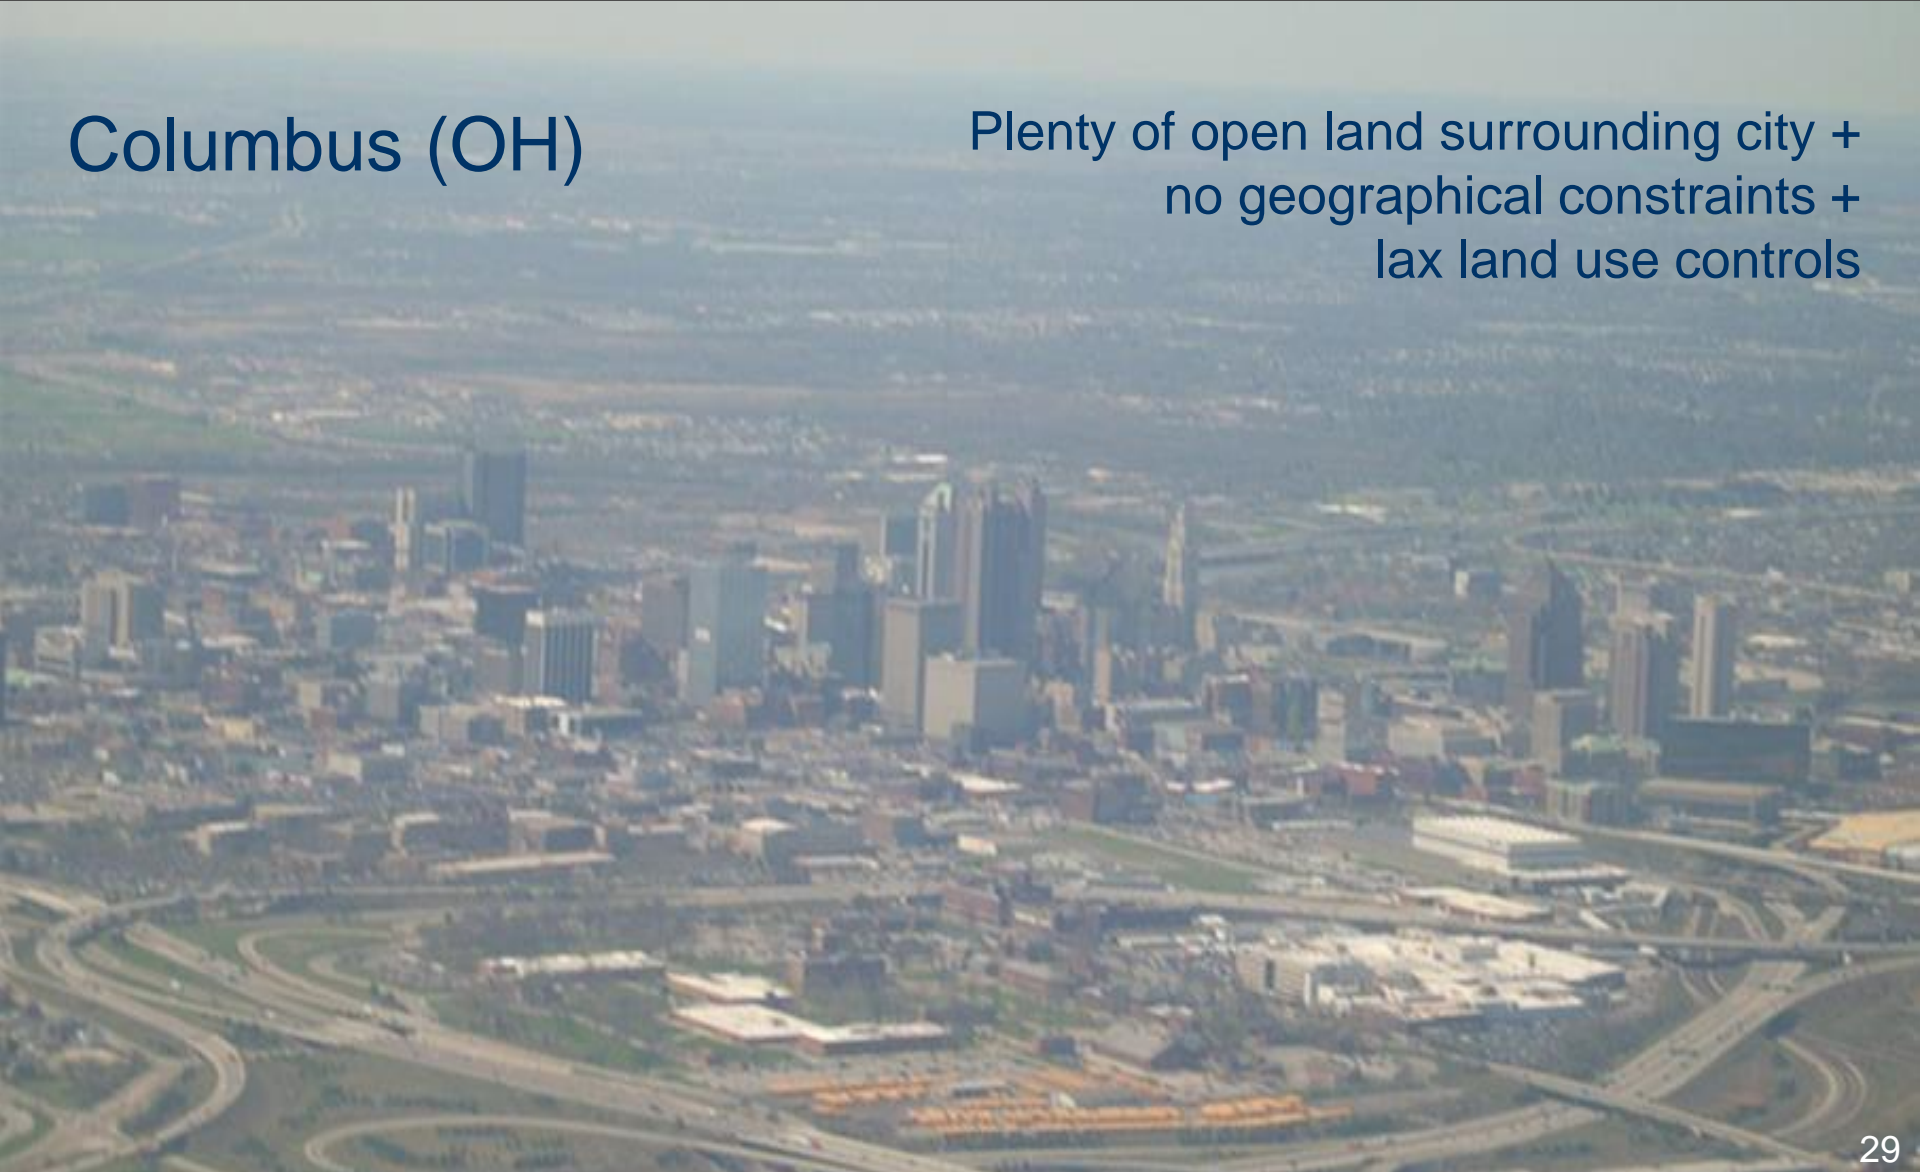 Columbus (OH)
Plenty of open land surrounding city +
no geographical constraints +
lax land use controls
29